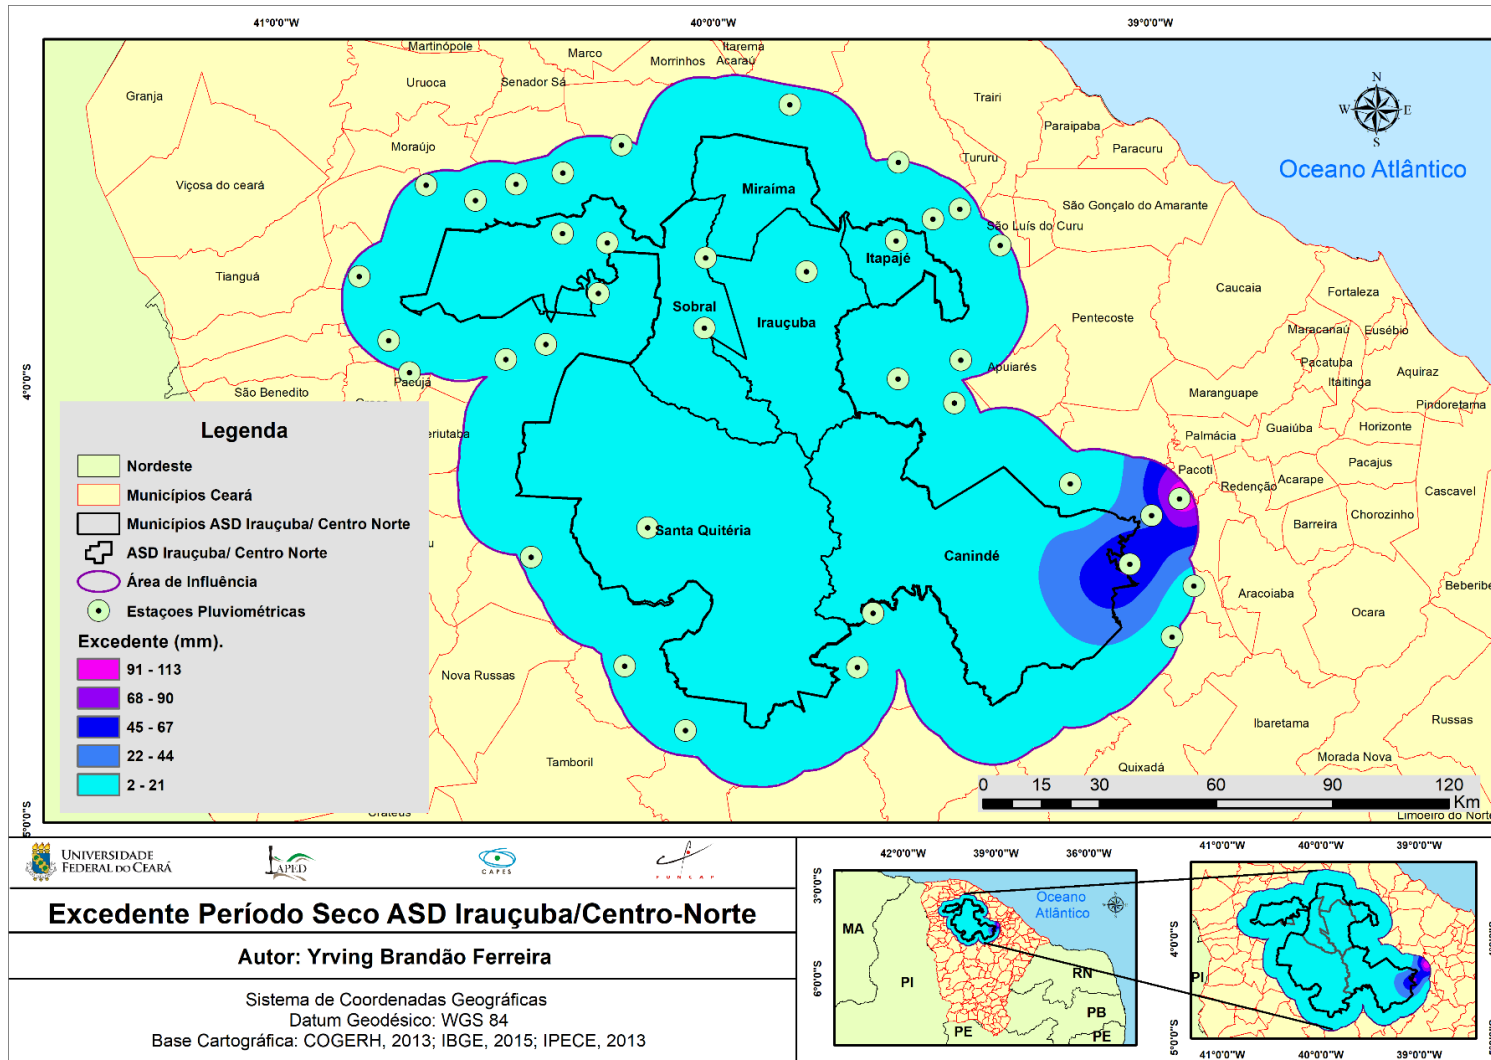 41°0'0"W
40°0'0"W
39°0'0"W
Martinópole
Marco
Itarema
Morrinhos
Acaraú
Granja
Uruoca
Senador Sá
Trairi
Paraipaba
Paracuru
Moraújo
Tururu
N
W
E
S
Oceano Atlântico
Viçosa do ceará
Miraíma
São Gonçalo do Amarante
São Luís do Curu
Itapajé
Tianguá
Caucaia
Fortaleza
Sobral
Irauçuba
Pentecoste
Maracanaú
Eusébio
Pacatuba
Apuiarés
Itaitinga
Aquiraz
4°0'0"S
São Benedito
Pacujá
Maranguape
Pindoretama
Guaiúba
Horizonte
Palmácia
Pacoti
Pacajus
Redenção
Acarape
Cascavel
Chorozinho
Barreira
Santa Quitéria
Canindé
Aracoiaba
Ocara
Beberibe
Nova Russas
Ibaretama
Russas
Tamboril
Quixadá
Morada Nova
Limoeiro do Norte
Crateús
5°0'0"S
Legenda
Nordeste
Municípios Ceará
Municípios ASD Irauçuba/ Centro Norte
ASD Irauçuba/ Centro Norte
Área de Influência
Estaçoes Pluviométricas
Excedente (mm).
91 - 113
68 - 90
45 - 67
22 - 44
2 - 21
0 15 30 60 90 120
Km
UNIVERSIDADE
FEDERAL DO CEARÁ
LAPED
CAPES
FUNCAP
Excedente Período Seco ASD Irauçuba/Centro-Norte
Autor: Yrving Brandão Ferreira
Sistema de Coordenadas Geográficas
Datum Geodésico: WGS 84
Base Cartográfica: COGERH, 2013; IBGE, 2015; IPECE, 2013
42°0'0"W
39°0'0"W
36°0'0"W
3°0'0"S
6°0'0"S
Oceano
Atlântico
MA
PI
RN
PB
PE
PE
41°0'0"W
40°0'0"W
39°0'0"W
4°0'0"S
5°0'0"S
PI
41°0'0"W
40°0'0"W
39°0'0"W